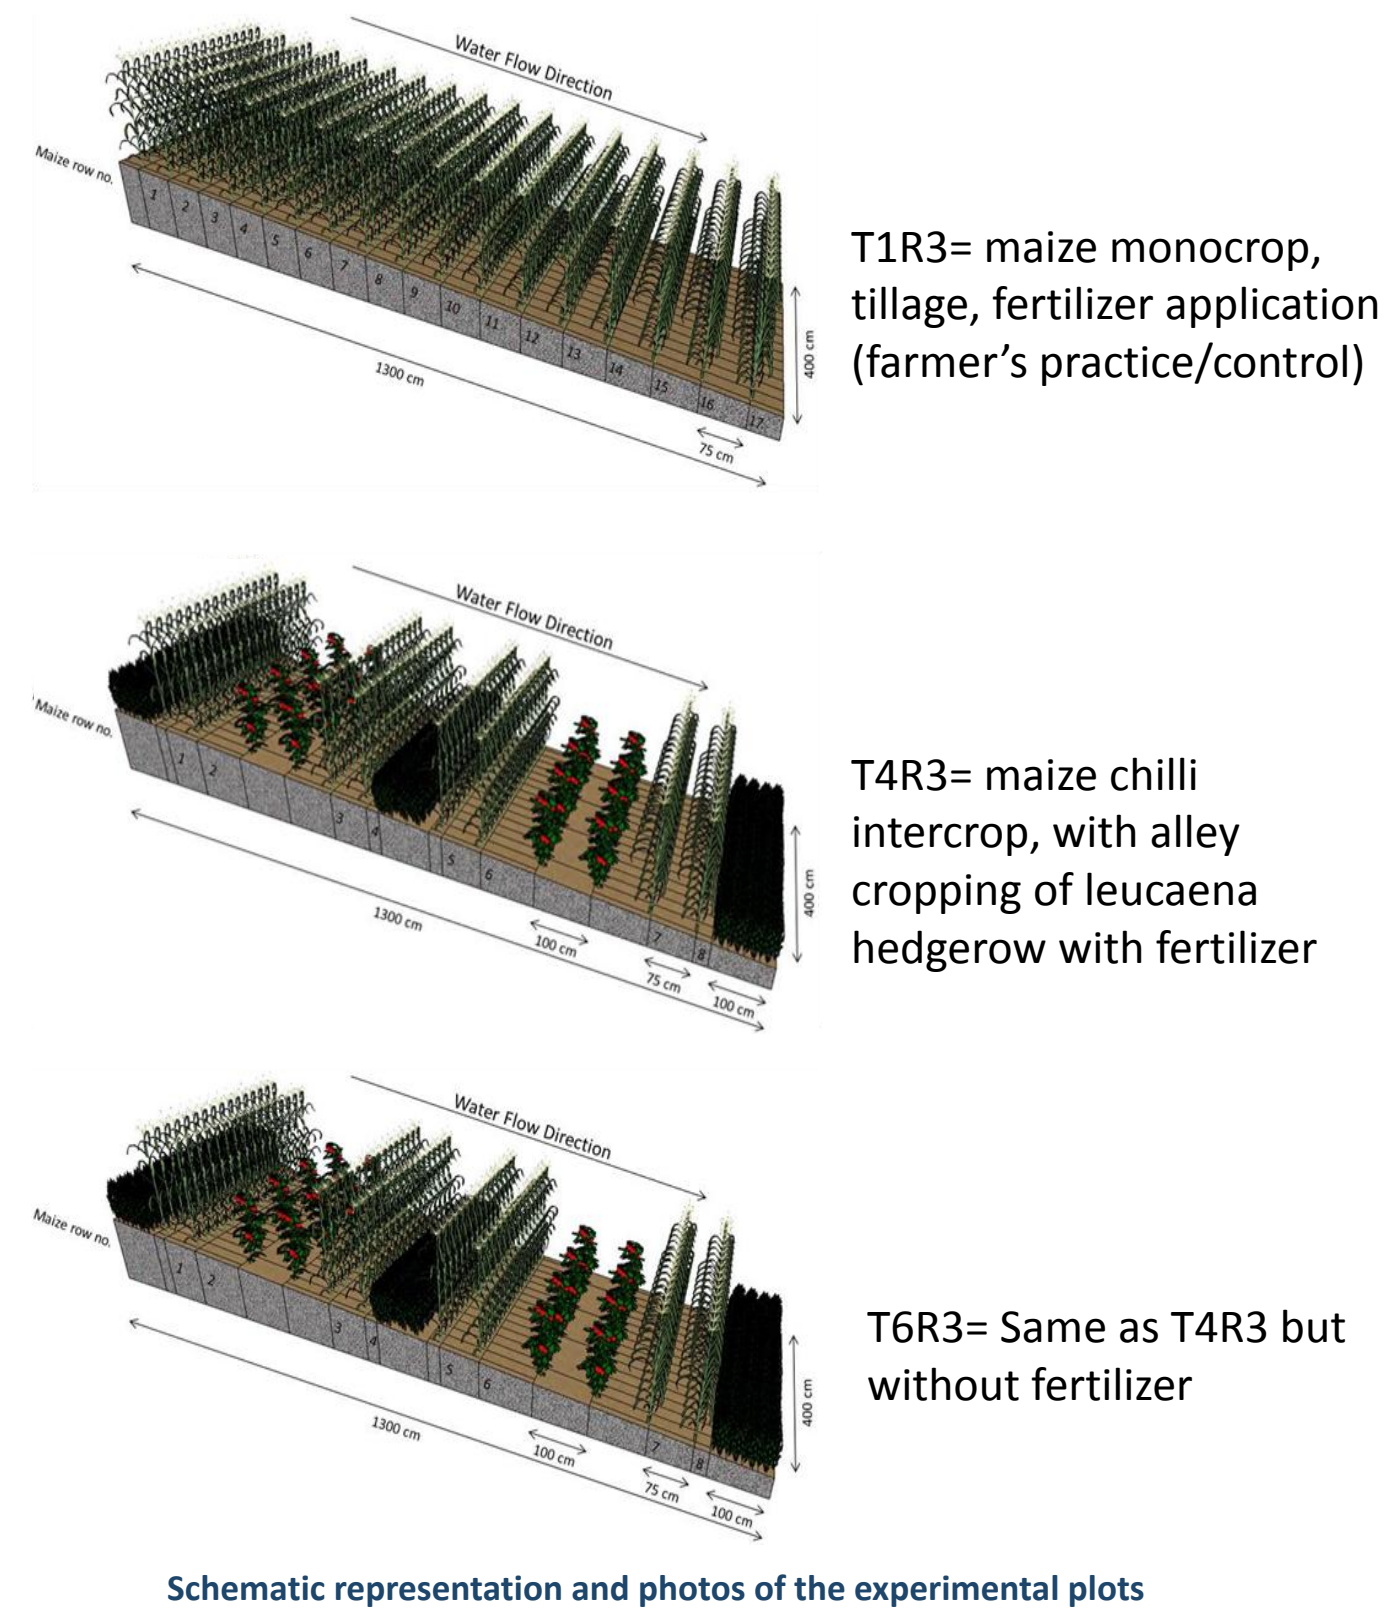 Water Flow Direction
Maize row no.
1
2
3
4
5
6
7
8
9
10
11
12
13
14
15
16
17
1300 cm
75 cm
400 cm
T1R3= maize monocrop,
tillage, fertilizer application
(farmer’s practice/control)
Water Flow Direction
Maize row no.
1
2
3
4
5
6
7
8
1300 cm
100 cm
75 cm
100 cm
400 cm
T4R3= maize chilli
intercrop, with alley
cropping of leucaena
hedgerow with fertilizer
Water Flow Direction
Maize row no.
1
2
3
4
5
6
7
8
1300 cm
100 cm
75 cm
100 cm
400 cm
T6R3= Same as T4R3 but
without fertilizer
Schematic representation and photos of the experimental plots